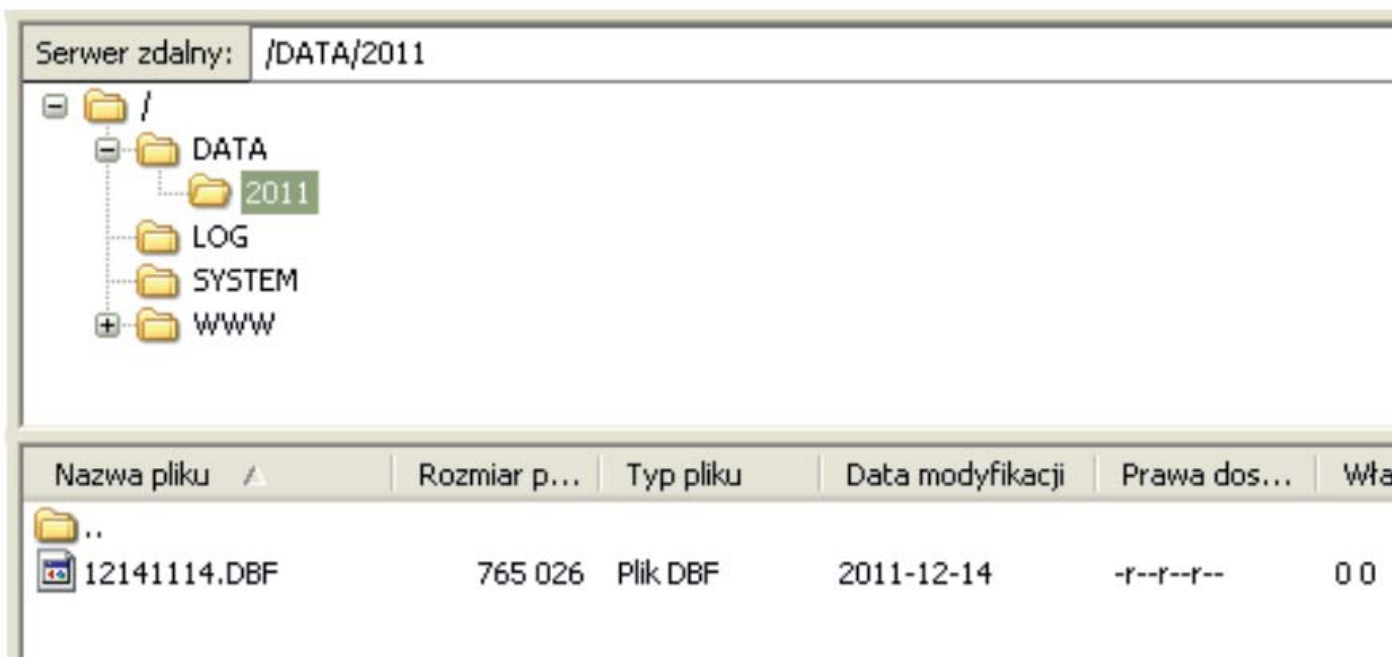 Serwer zdalny: /DATA/2011
/
DATA
2011
LOG
SYSTEM
WWW
Nazwa pliku Rozmiar p... Typ pliku Data modyfikacji Prawa dos... Wła
..
12141114.DBF 765 026 Plik DBF 2011-12-14 -r--r--r-- 0 0